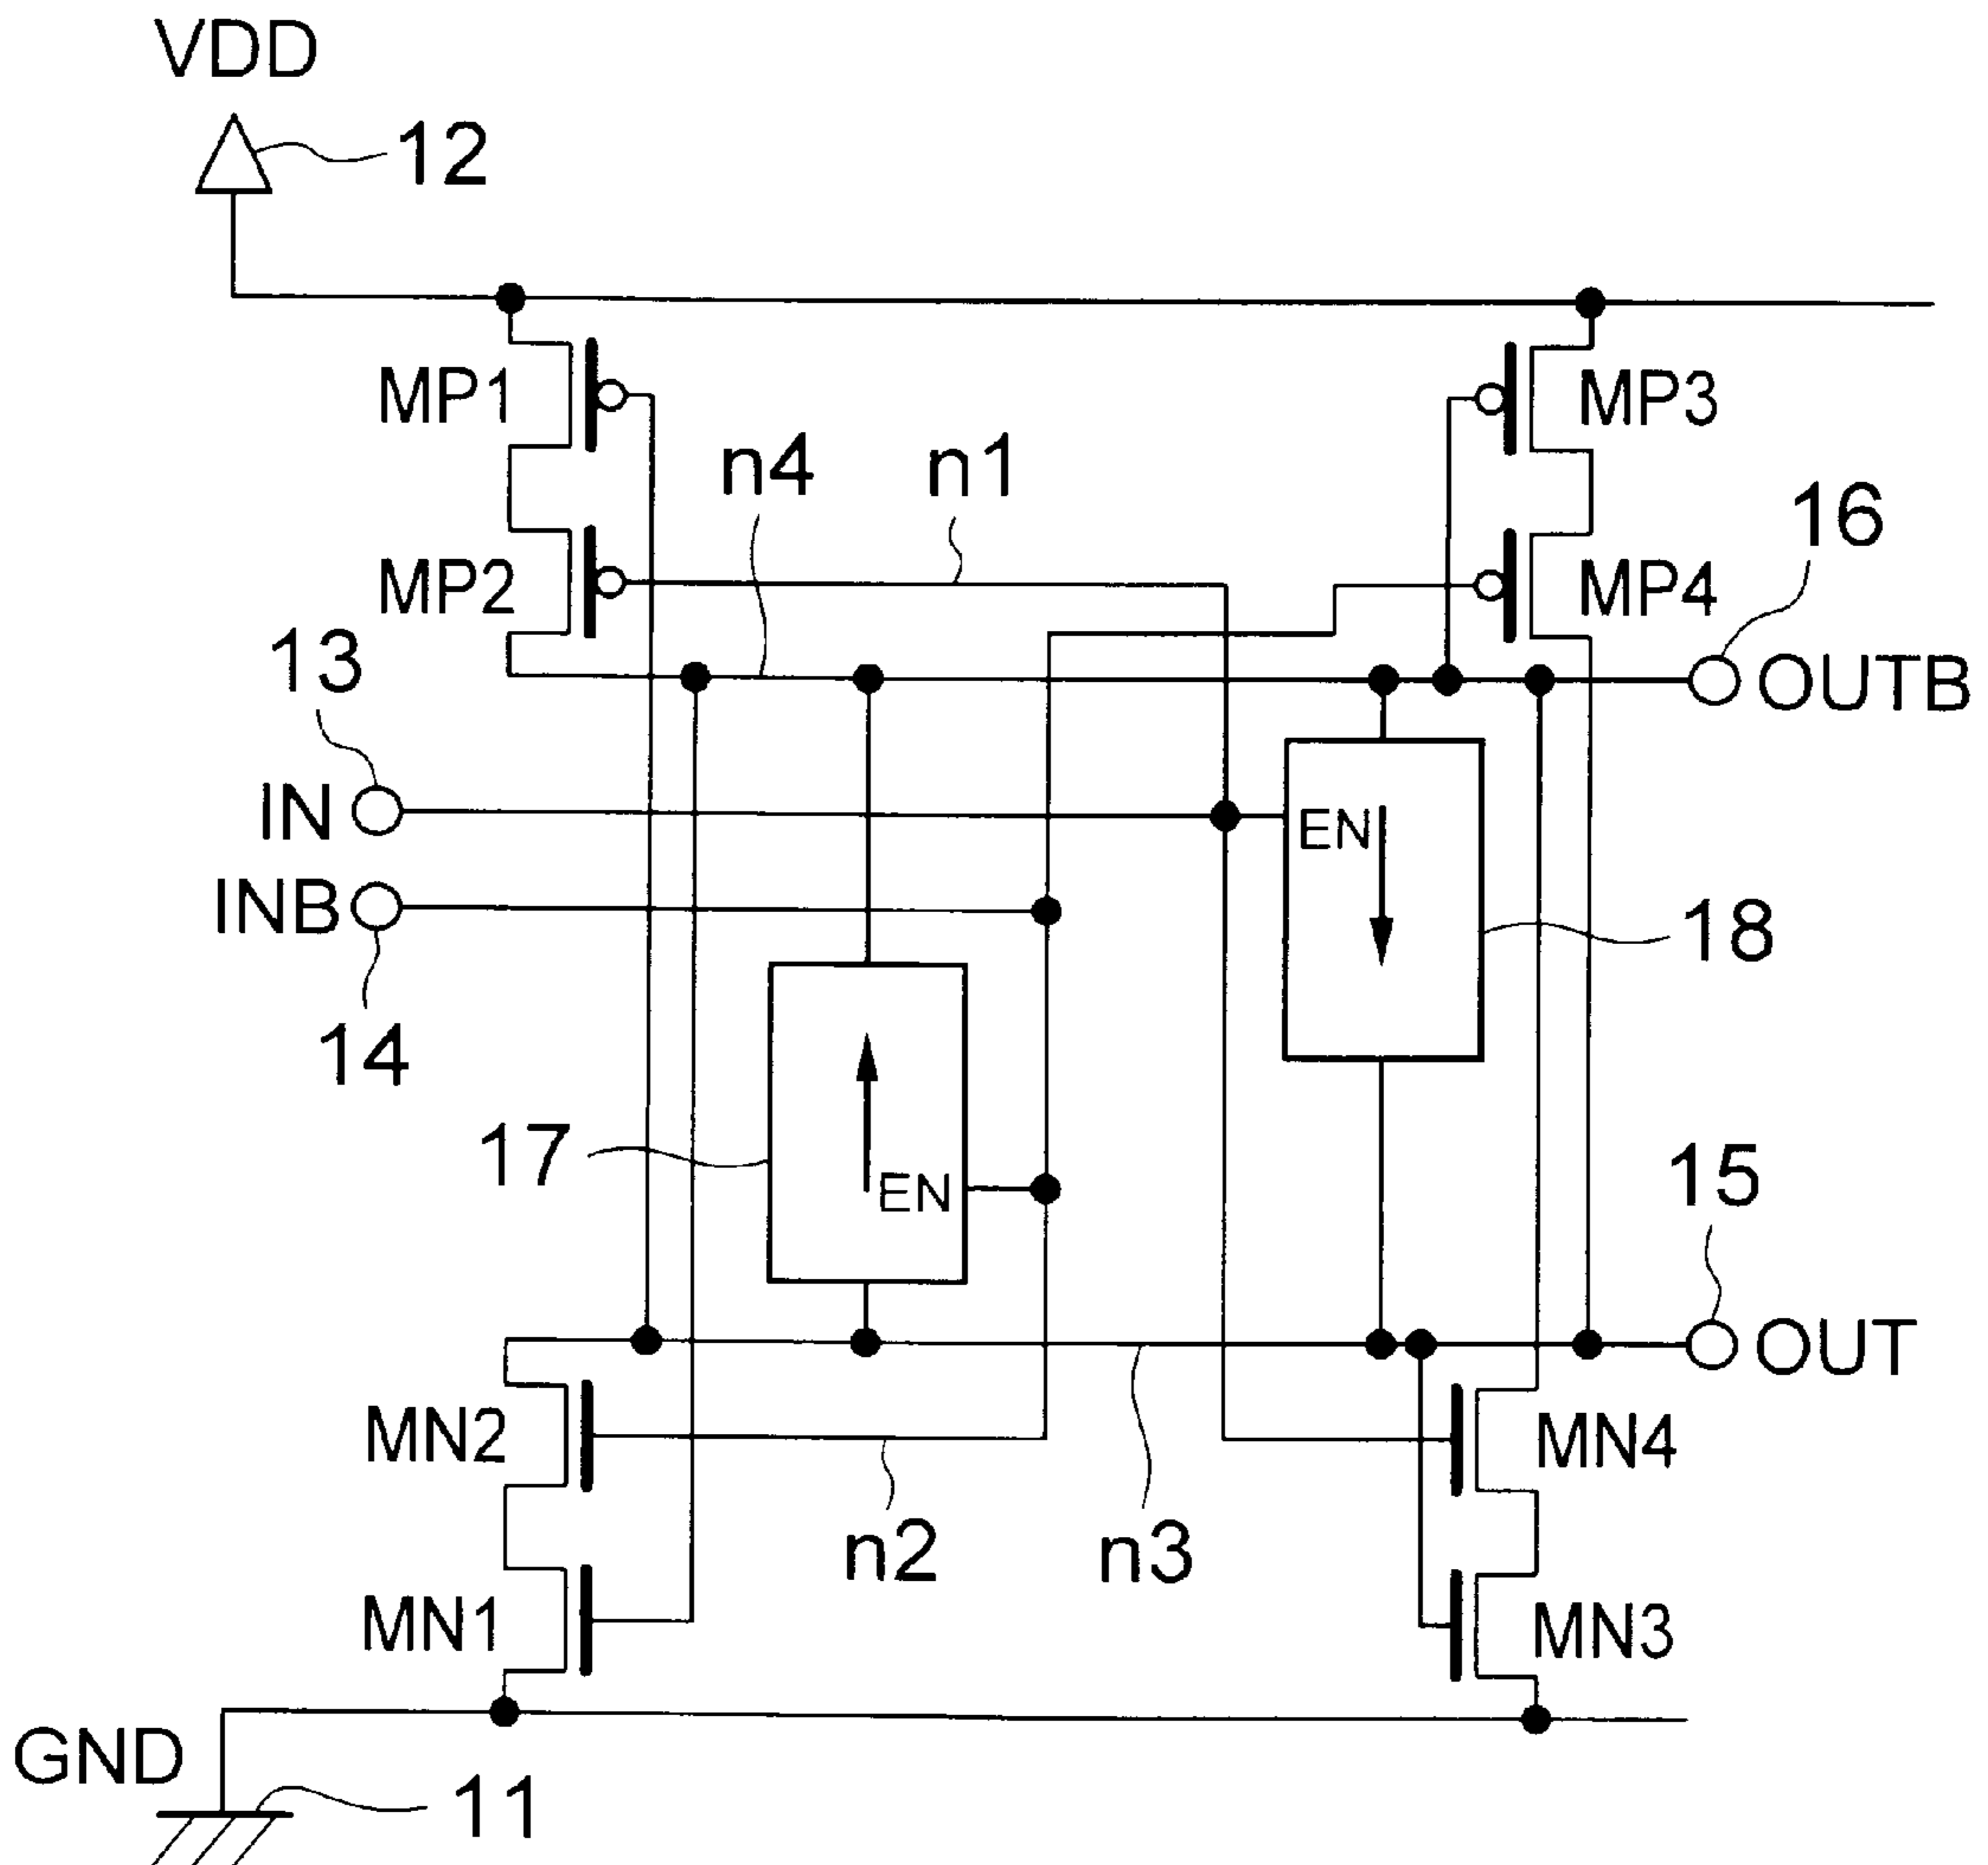 VDD
12
MP1
MP3
n4
n1
16
MP2
MP4
13
OUTB
IN
EN
INB
18
14
17
EN
15
OUT
MN2
MN4
n2
n3
MN1
MN3
GND
11